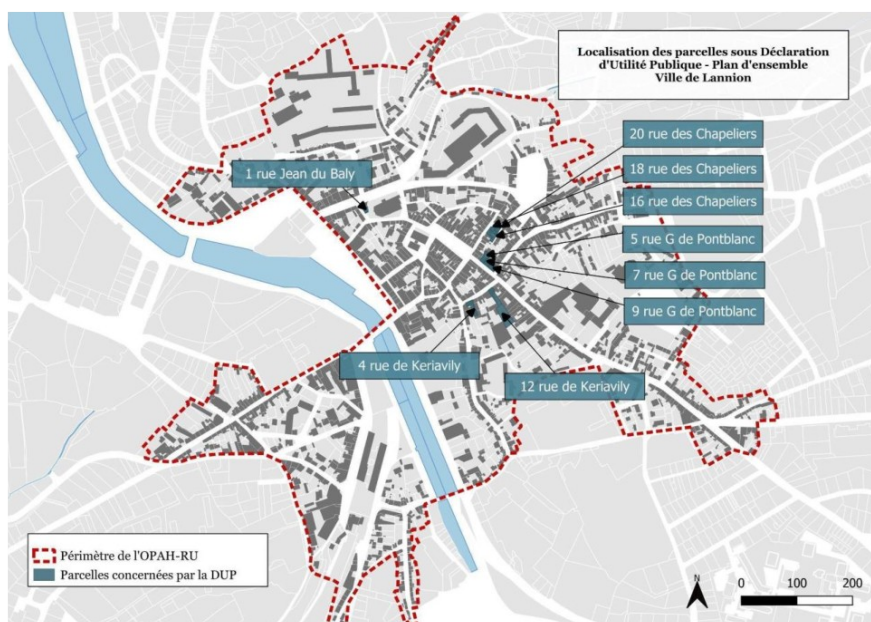 Localisation des parcelles sous Déclaration
d'Utilité Publique - Plan d'ensemble
Ville de Lannion
20 rue des Chapeliers
18 rue des Chapeliers
1 rue Jean du Baly
16 rue des Chapeliers
5 rue G de Pontblanc
7 rue G de Pontblanc
9 rue G de Pontblanc
4 rue de Keriavily
12 rue de Keriavily
Périmètre de l'OPAH-RU
Parcelles concernées par la DUP
N
0 100 200